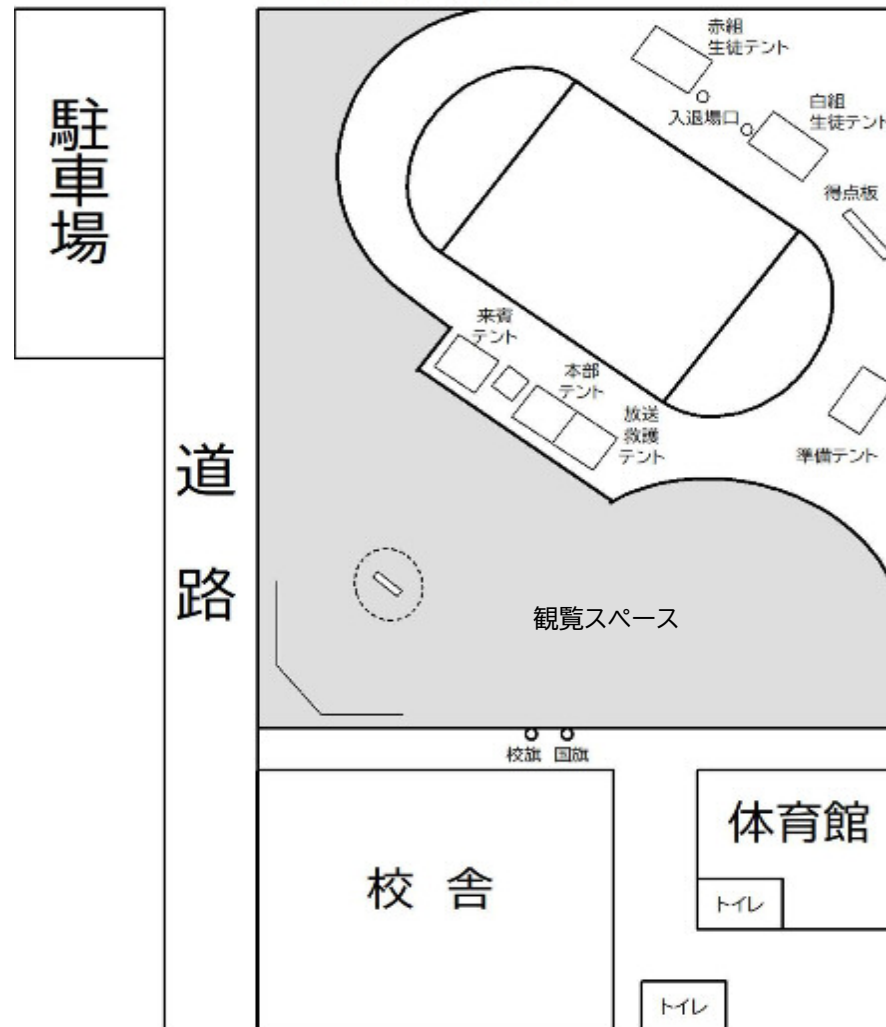 駐車場
道路
赤組
生徒テント
入退場口
白組
生徒テント
得点板
来賓
テント
本部
テント
放送
救護
テント
準備テント
観覧スペース
校旗 国旗
校舎
体育館
トイレ
トイレ